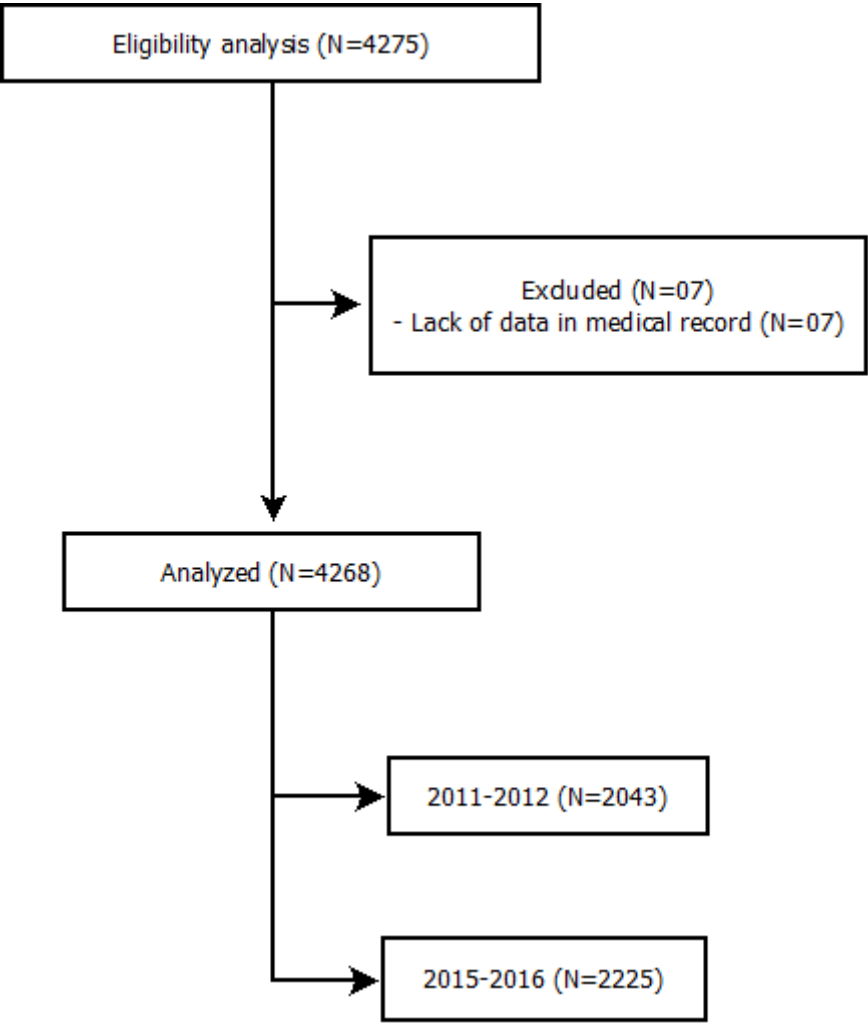 Eligibility analysis (N=4275)
Excluded (N=07)
- Lack of data in medical record (N=07)
Analyzed (N=4268)
2011-2012 (N=2043)
2015-2016 (N=2225)